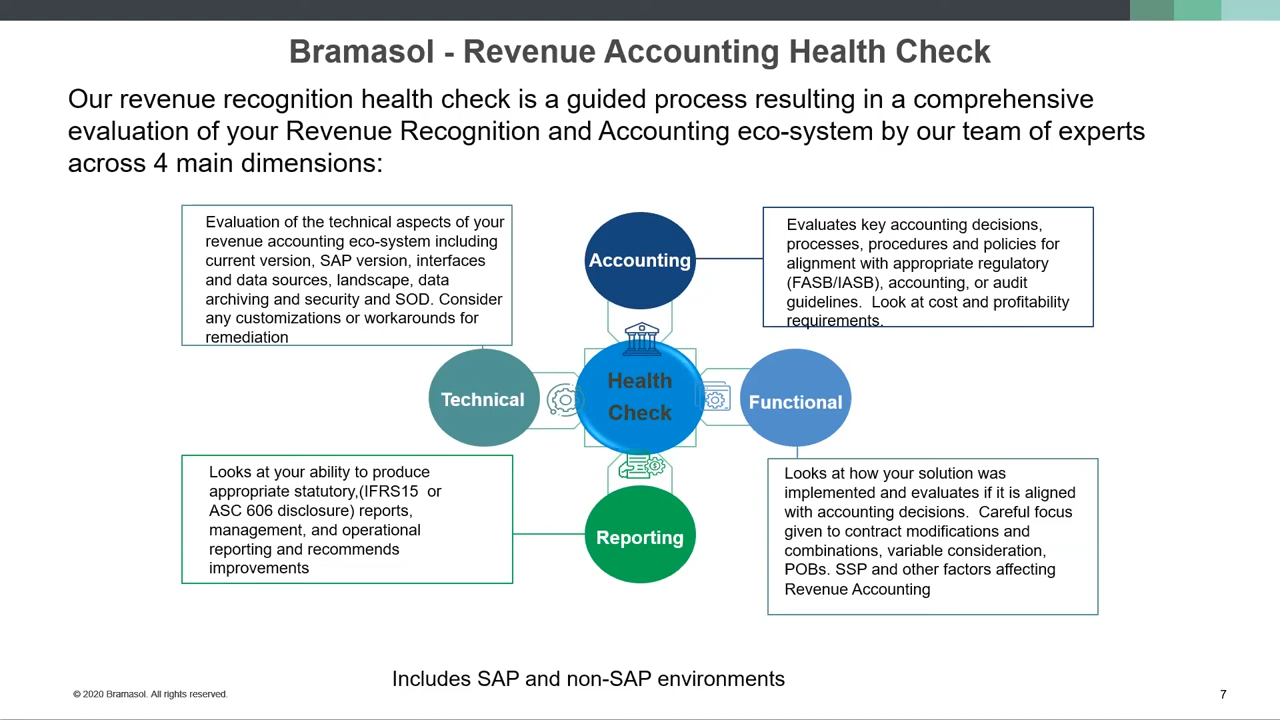 Bramasol - Revenue Accounting Health Check
Our revenue recognition health check is a guided process resulting in a comprehensive
evaluation of your Revenue Recognition and Accounting eco-system by our team of experts
across 4 main dimensions:
Evaluation of the technical aspects of your
revenue accounting eco-system including
current version, SAP version, interfaces
and data sources, landscape, data
archiving and security and SOD. Consider
any customizations or workarounds for
remediation
Accounting
Evaluates key accounting decisions,
processes, procedures and policies for
alignment with appropriate regulatory
(FASB/IASB), accounting, or audit
guidelines.  Look at cost and profitability
requirements.
Technical
Health
Check
Functional
Looks at your ability to produce
appropriate statutory,(IFRS15  or
ASC 606 disclosure) reports,
management, and operational
reporting and recommends
improvements
Reporting
Looks at how your solution was
implemented and evaluates if it is aligned
with accounting decisions.  Careful focus
given to contract modifications and
combinations, variable consideration,
POBs. SSP and other factors affecting
Revenue Accounting
Includes SAP and non-SAP environments
© 2020 Bramasol. All rights reserved.
7